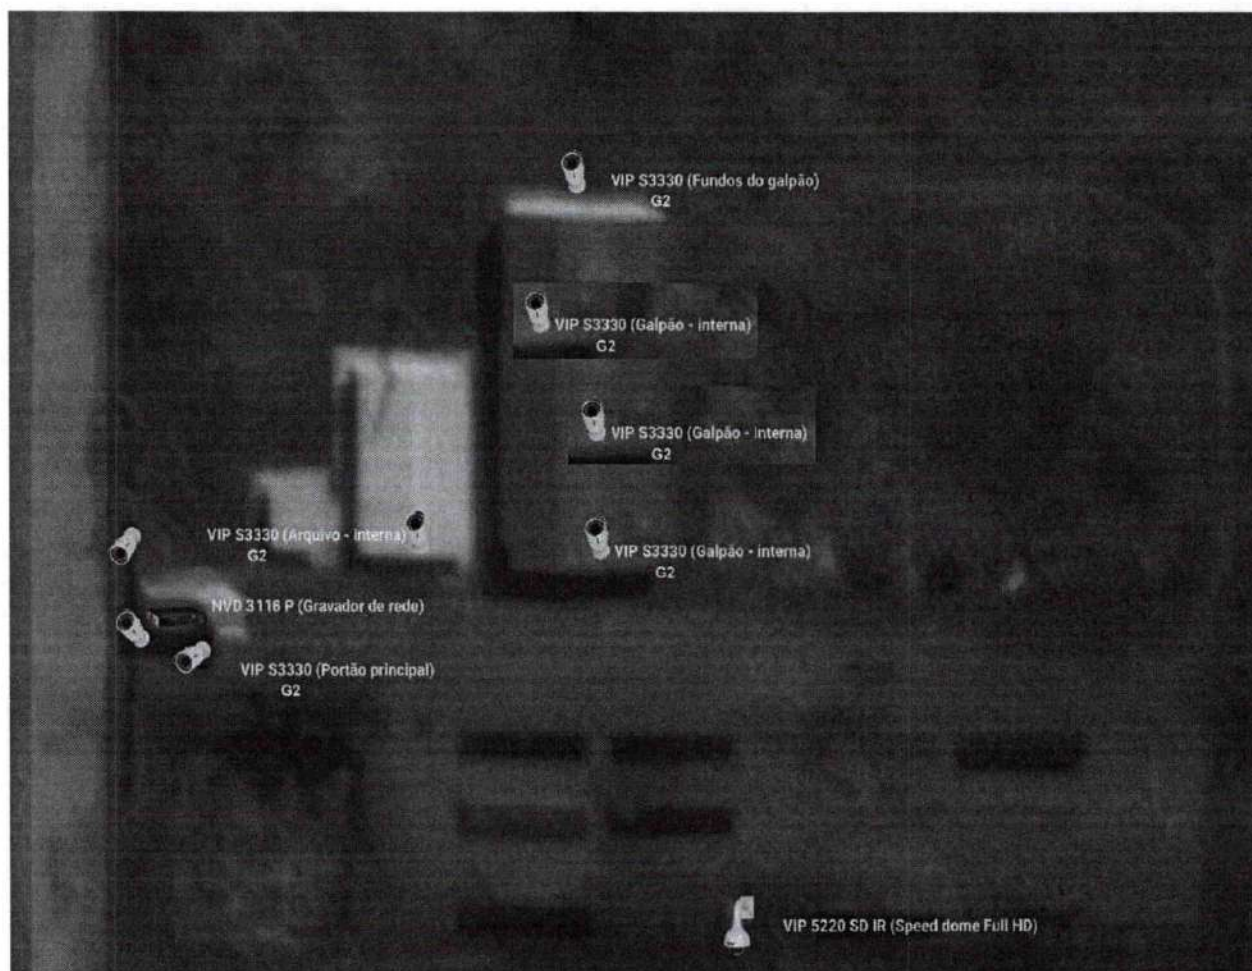 VIP S3330 (Fundos do galpão)
G2
VIP S3330 (Galpão - interna)
G2
VIP S3330 (Galpão - Interna)
G2
VIP S3330 (Arquivo - interna)
G2
VIP S3330 (Galpão - interna)
G2
NVD 3116 P (Gravador de rede)
VIP S3330 (Portão principal)
G2
VIP 5220 SD IR (Speed dome Full HD)